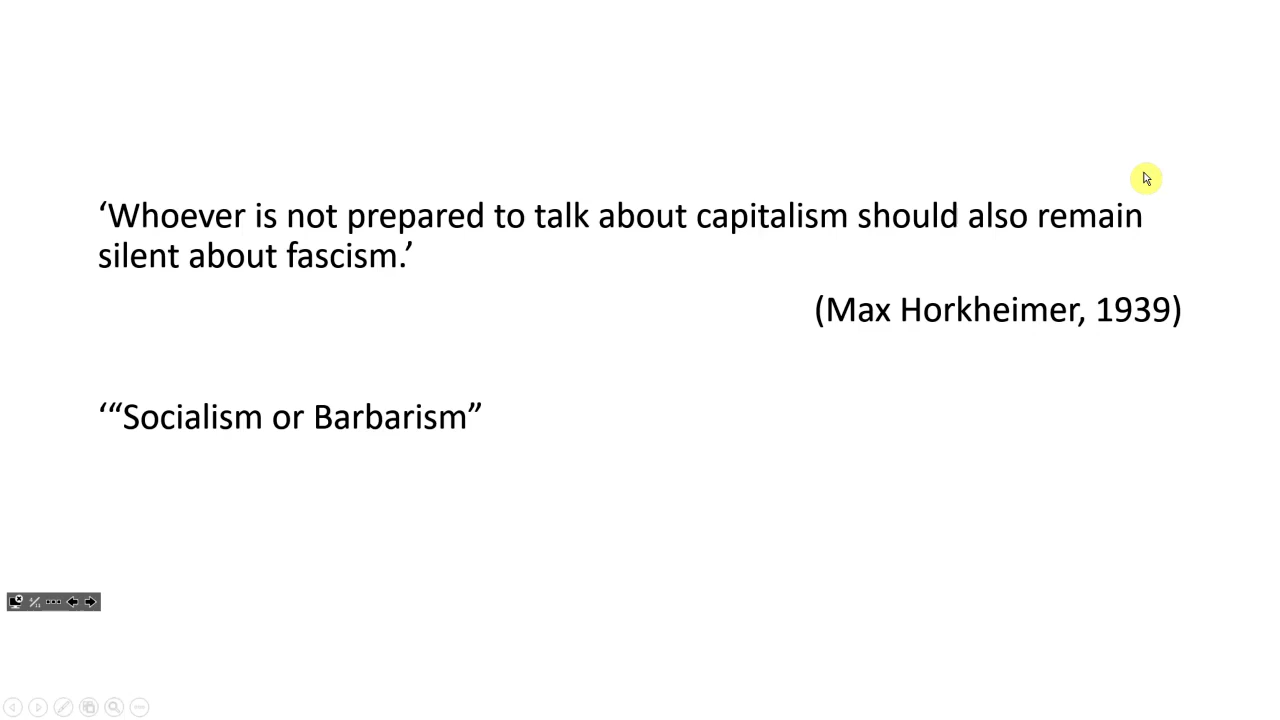 ‘Whoever is not prepared to talk about capitalism should also remain
silent about fascism.’
(Max Horkheimer, 1939)
‘“Socialism or Barbarism”